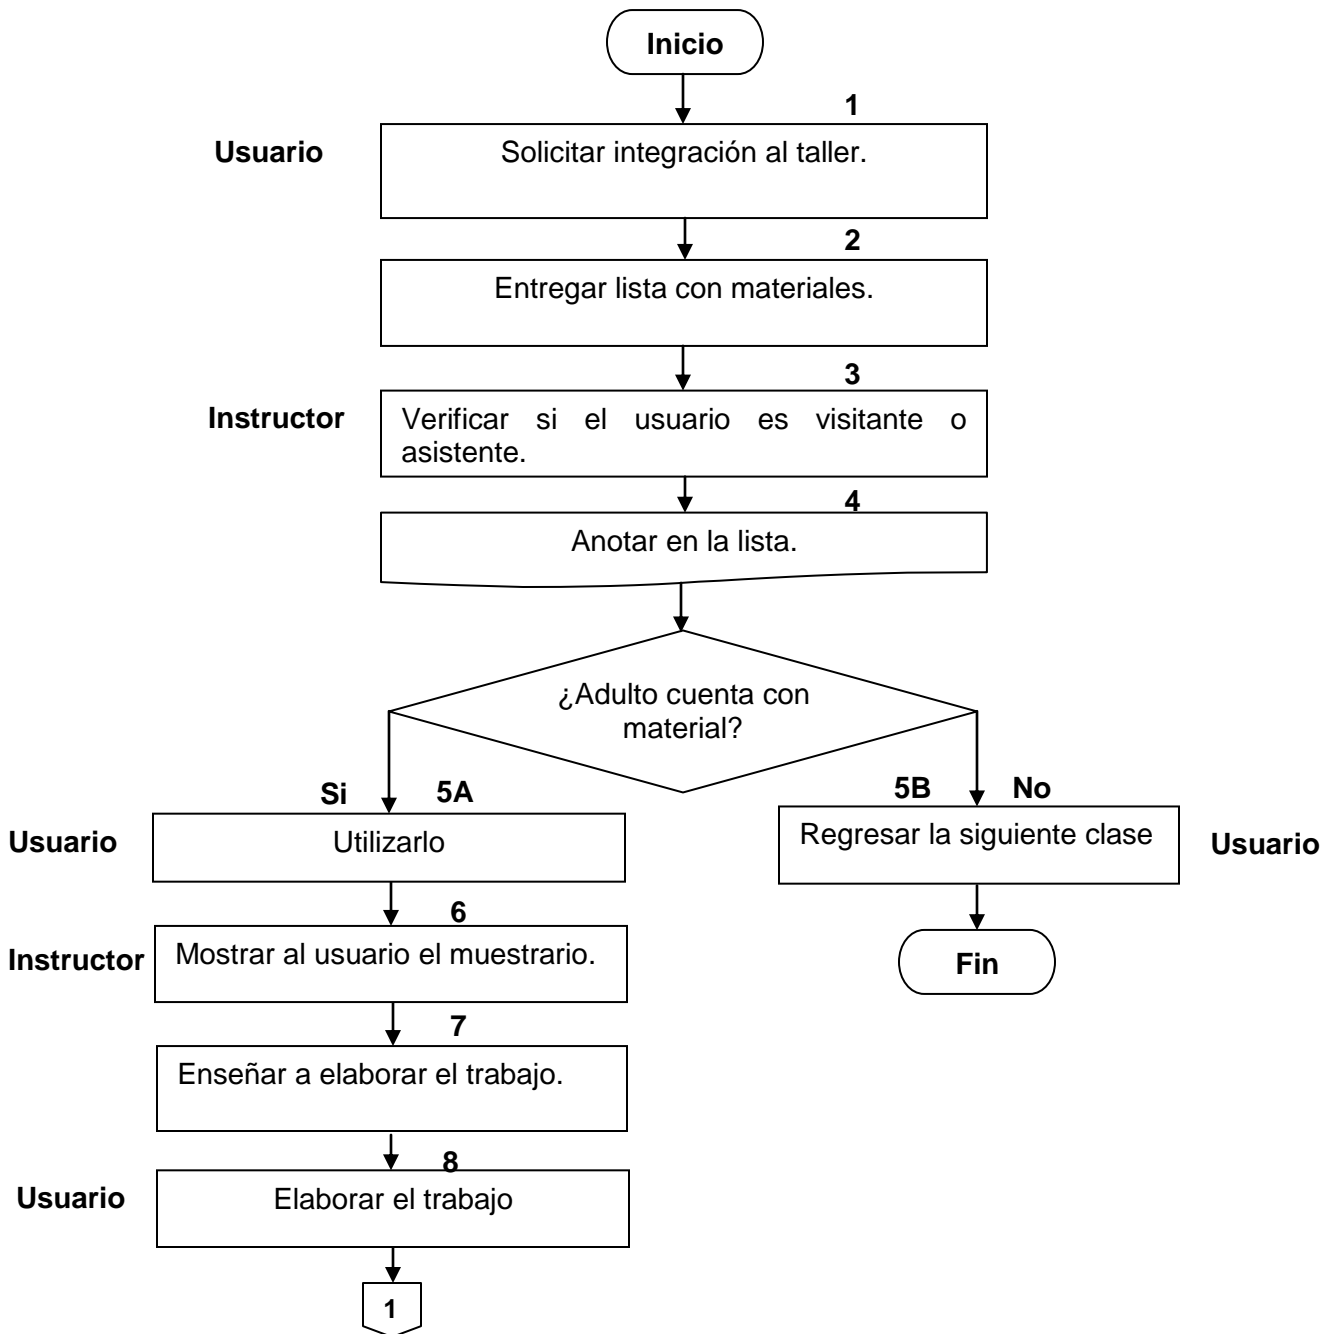 Inicio
1
Usuario
Solicitar integración al taller.
2
Entregar lista con materiales.
3
Instructor
Verificar si el usuario es visitante o
asistente.
4
Anotar en la lista.
¿Adulto cuenta con
material?
Si 5A
5B No
Usuario
Utilizarlo
Regresar la siguiente clase
Usuario
6
Instructor
Mostrar al usuario el muestrario.
Fin
7
Enseñar a elaborar el trabajo.
8
Usuario
Elaborar el trabajo
1